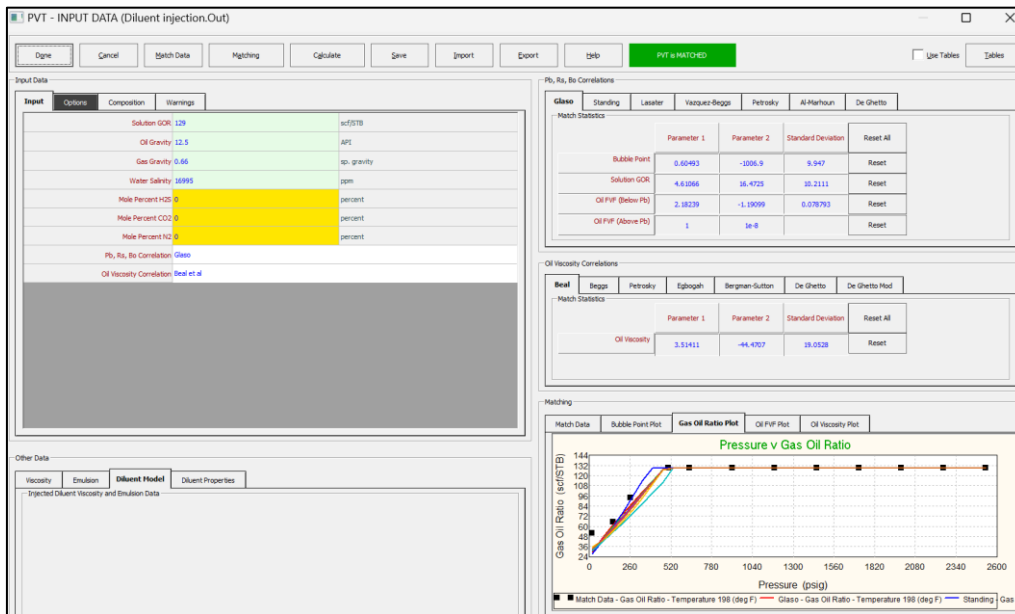 PVT - INPUT DATA (Diluent injection.Out)
Done Cancel Match Data Matching Calculate Save Import Export Help PVT is MATCHED Use Tables Tables
Input Data
Input Options Composition Warnings
Solution GOR 129 scf/STB
Oil Gravity 12.5 API
Gas Gravity 0.66 sp. gravity
Water Salinity 16995 ppm
Mole Percent H2S 0 percent
Mole Percent CO2 0 percent
Mole Percent N2 0 percent
Pb, Rs, Bo Correlation Glaso
Oil Viscosity Correlation Beal et al
Other Data
Viscosity Emulsion Diluent Model Diluent Properties
Injected Diluent Viscosity and Emulsion Data
Pb, Rs, Bo Correlations
Glaso Standing Lasater Vazquez-Beggs Petrosky Al-Marhoun De Ghetto
Match Statistics
Parameter 1 Parameter 2 Standard Deviation Reset All
Bubble Point 0.60493 -1006.9 9.947 Reset
Solution GOR 4.61066 16.4725 10.2111 Reset
Oil FVF (Below Pb) 2.18239 -1.19099 0.078793 Reset
Oil FVF (Above Pb) 1 1e-8 Reset
Oil Viscosity Correlations
Beal Beggs Petrosky Egbogah Bergman-Sutton De Ghetto De Ghetto Mod
Match Statistics
Parameter 1 Parameter 2 Standard Deviation Reset All
Oil Viscosity 3.51411 -44.4707 19.0528 Reset
Matching
Match Data Bubble Point Plot Gas Oil Ratio Plot Oil FVF Plot Oil Viscosity Plot
Pressure v Gas Oil Ratio
Gas Oil Ratio (scf/STB)
144
132
120
108
96
84
72
60
48
36
24
0 260 520 780 1040 1300 1560 1820 2080 2340 2600
Pressure (psig)
Match Data - Gas Oil Ratio - Temperature 198 (deg F) Glaso - Gas Oil Ratio - Temperature 198 (deg F) Standing - Gas